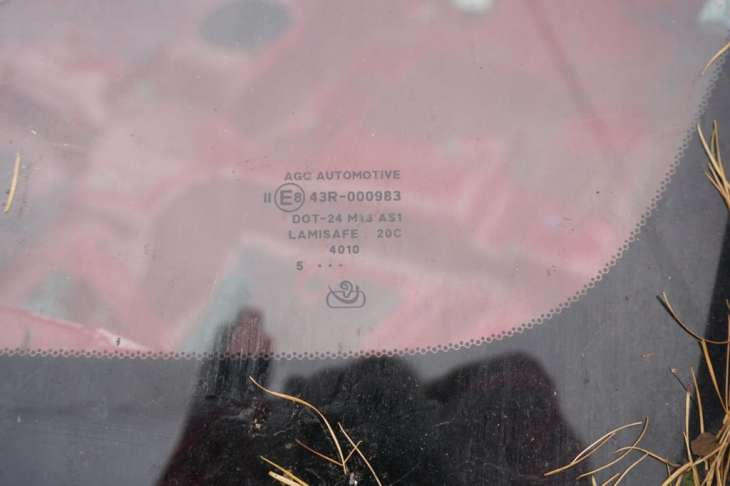 AGC AUTOMOTIVE
II E8 43R-000983
DOT-24 M13 AS1
LAMISAFE 20C
4010
5 ...